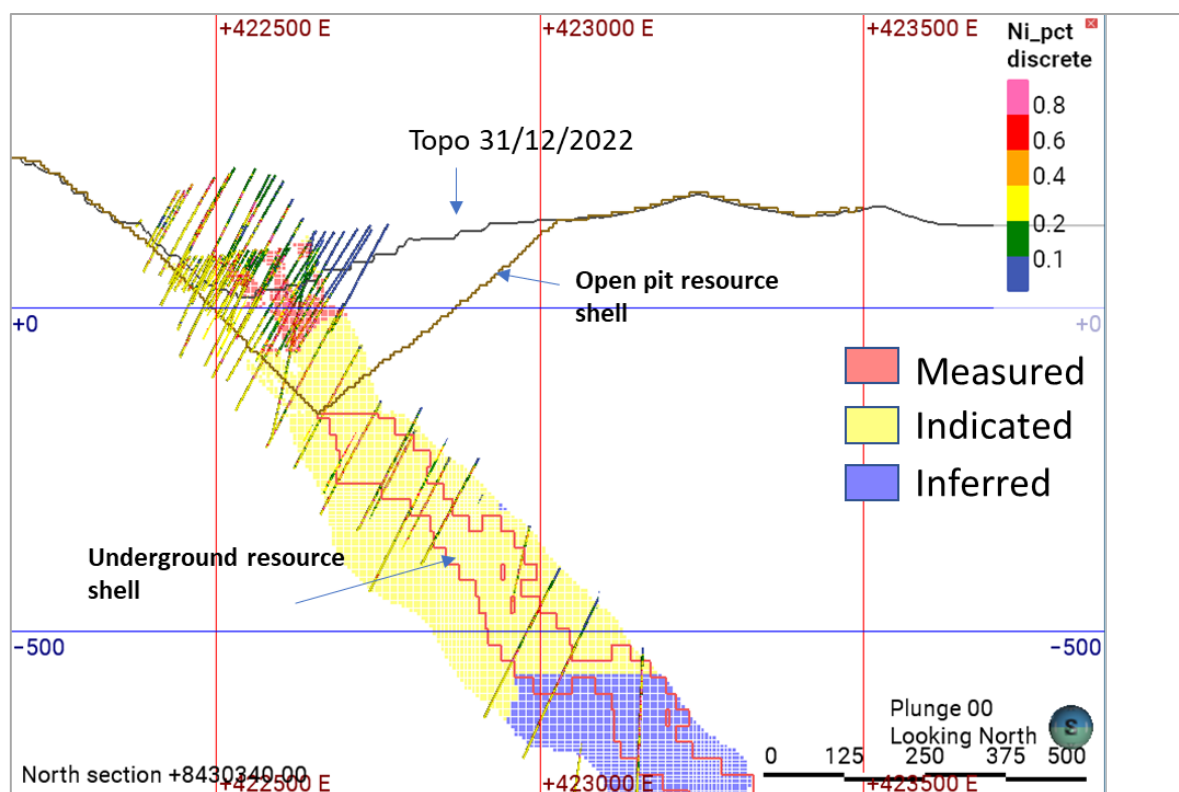 +422500 E
+423000 E
+423500 E
Ni_pct
discrete
0.8
0.6
0.4
0.2
0.1
Topo 31/12/2022
Open pit resource
shell
+0
+0
Measured
Indicated
Inferred
Underground resource
shell
-500
-500
Plunge 00
Looking North
0 125 250 375 500
North section +8430340.00
+422500 E
+423000 E
+423500 E